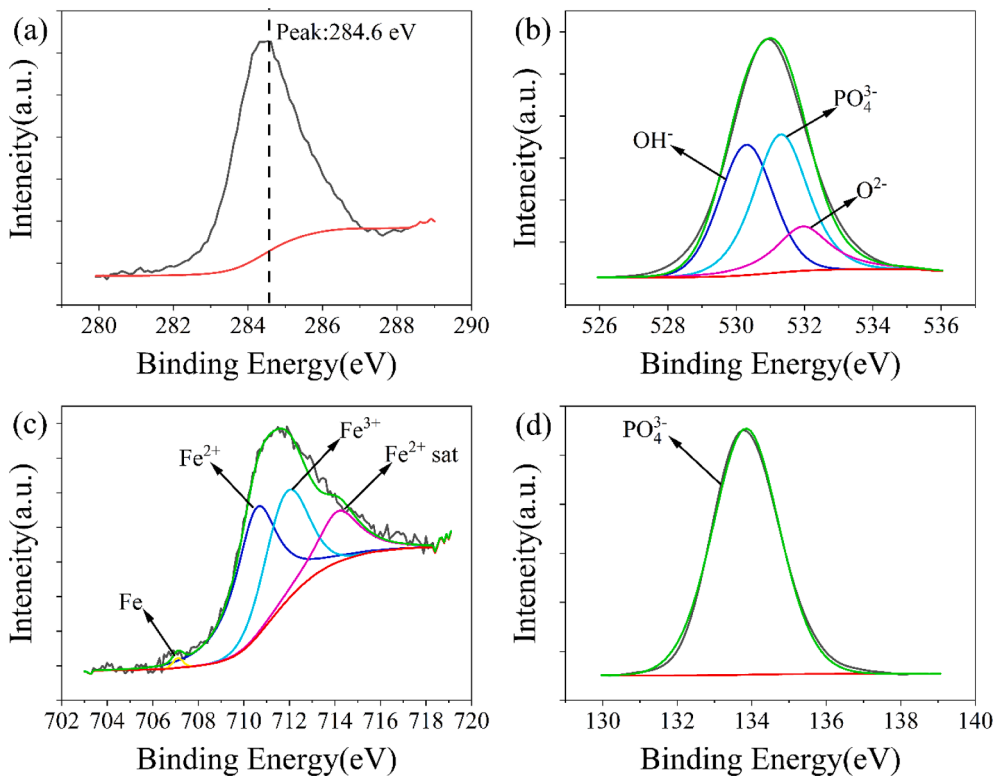 (a)
Peak:284.6 eV
Inteneity(a.u.)
280 282 284 286 288 290
Binding Energy(eV)
(b)
OH⁻
PO₄³⁻
O²⁻
Inteneity(a.u.)
526 528 530 532 534 536
Binding Energy(eV)
(c)
Fe
Fe²⁺
Fe³⁺
Fe²⁺ sat
Inteneity(a.u.)
702 704 706 708 710 712 714 716 718 720
Binding Energy(eV)
(d)
PO₄³⁻
Inteneity(a.u.)
130 132 134 136 138 140
Binding Energy(eV)